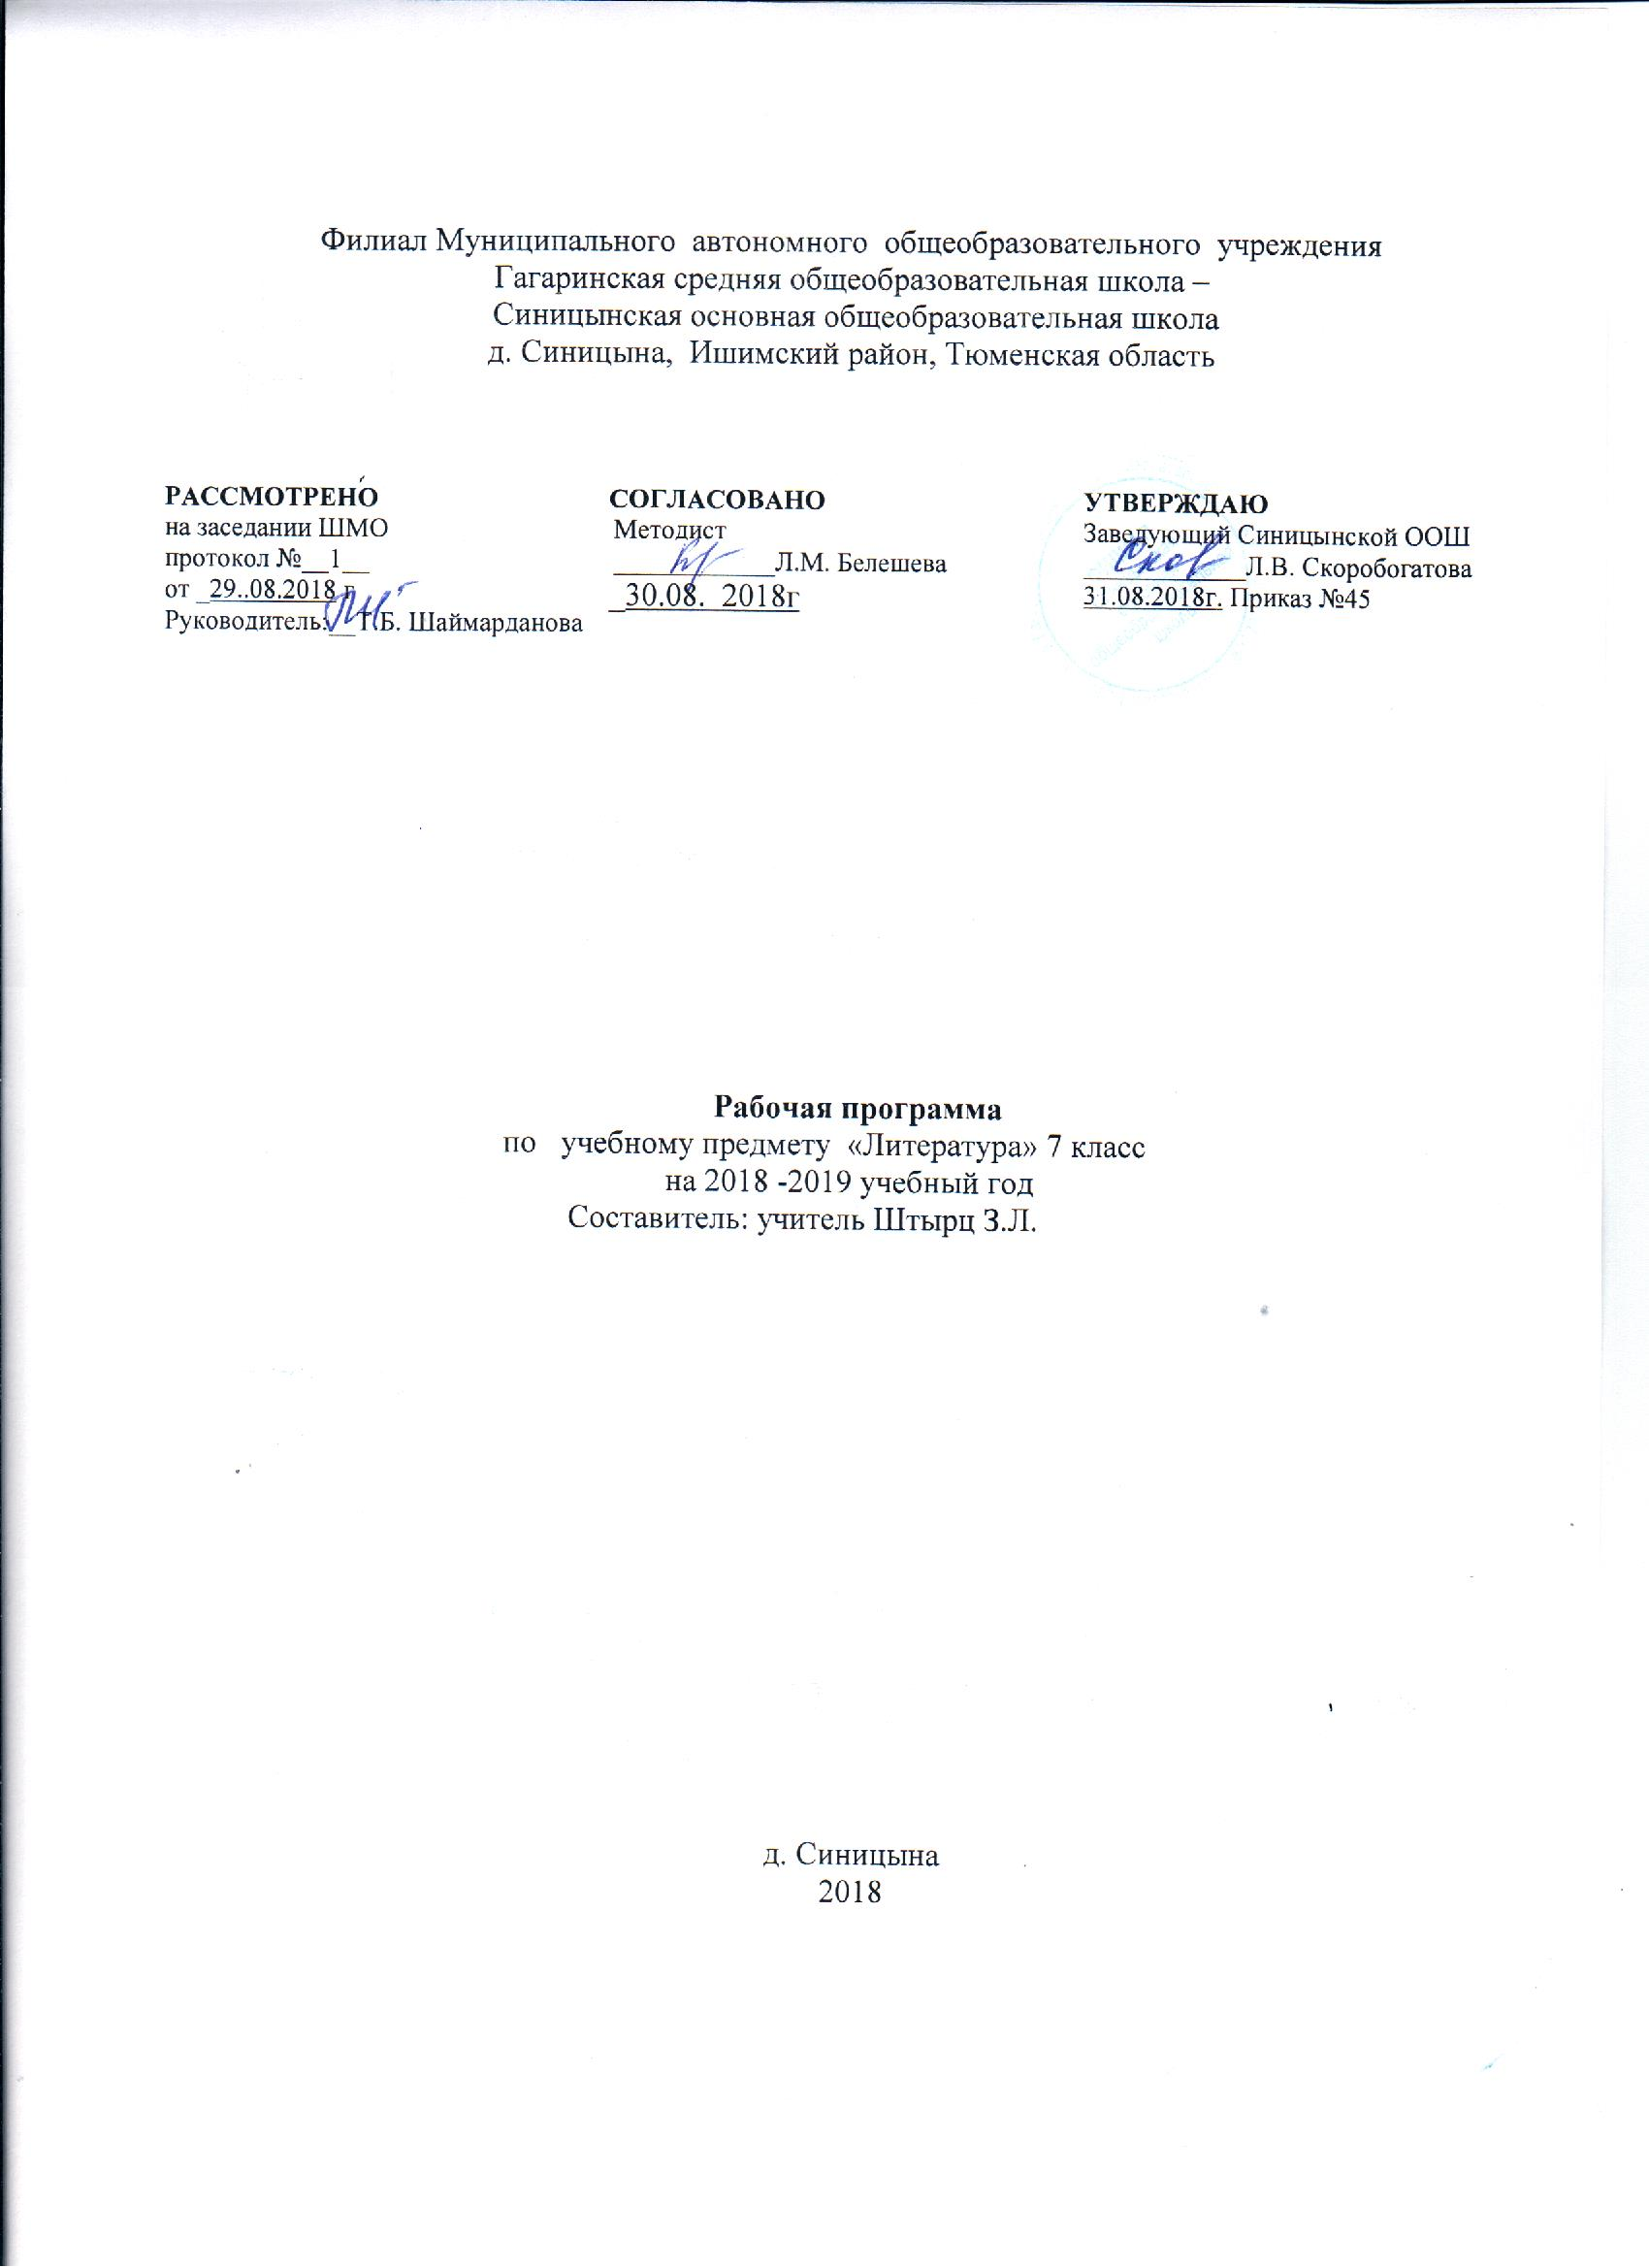 Филиал Муниципального автономного общеобразовательного учреждения
Гагаринская средняя общеобразовательная школа –
Синицынская основная общеобразовательная школа
д. Синицына, Ишимский район, Тюменская область
РАССМОТРЕНО
на заседании ШМО
протокол №__1__
от _29..08.2018 г
Руководитель:__ Т.Б. Шаймарданова
СОГЛАСОВАНО
Методист
____________Л.М. Белешева
_30.08. 2018г
УТВЕРЖДАЮ
Заведующий Синицынской ООШ
____________Л.В. Скоробогатова
31.08.2018г. Приказ №45
Рабочая программа
по учебному предмету «Литература» 7 класс
на 2018 -2019 учебный год
Составитель: учитель Штырц З.Л.
д. Синицына
2018